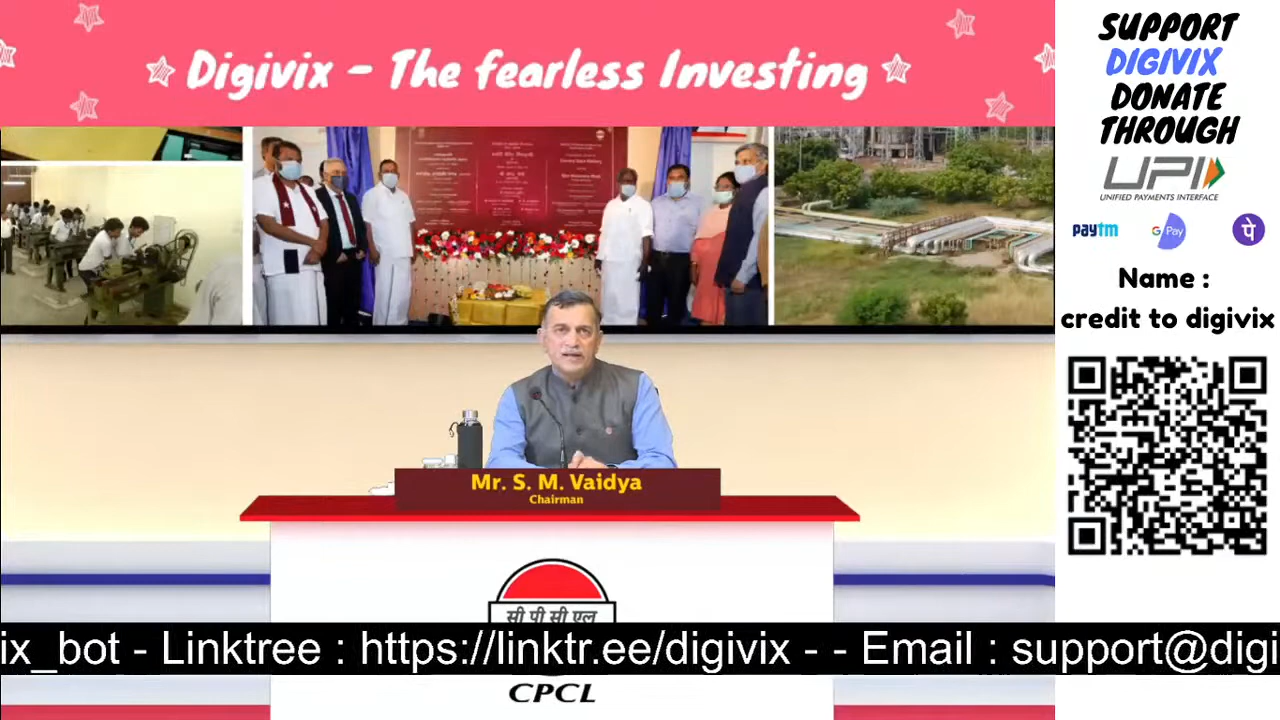 Digivix - The fearless Investing
SUPPORT
DIGIVIX
DONATE
THROUGH
UPI
UNIFIED PAYMENTS INTERFACE
paytm
G Pay
पे
Name :
credit to digivix
Mr. S. M. Vaidya
Chairman
सी पी सी एल
ix_bot - Linktree : https://linktr.ee/digivix - - Email : support@digi
CPCL